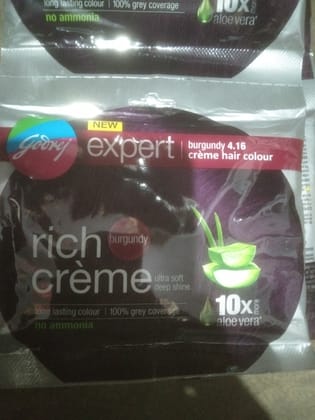 long lasting colour | 100% grey coverage
no ammonia
10x more
aloe vera*
Godrej
NEW
expert
burgundy 4.16
crème hair colour
rich
burgundy
crème
ultra soft
deep shine
long lasting colour | 100% grey coverage
no ammonia
10x more
aloe vera*